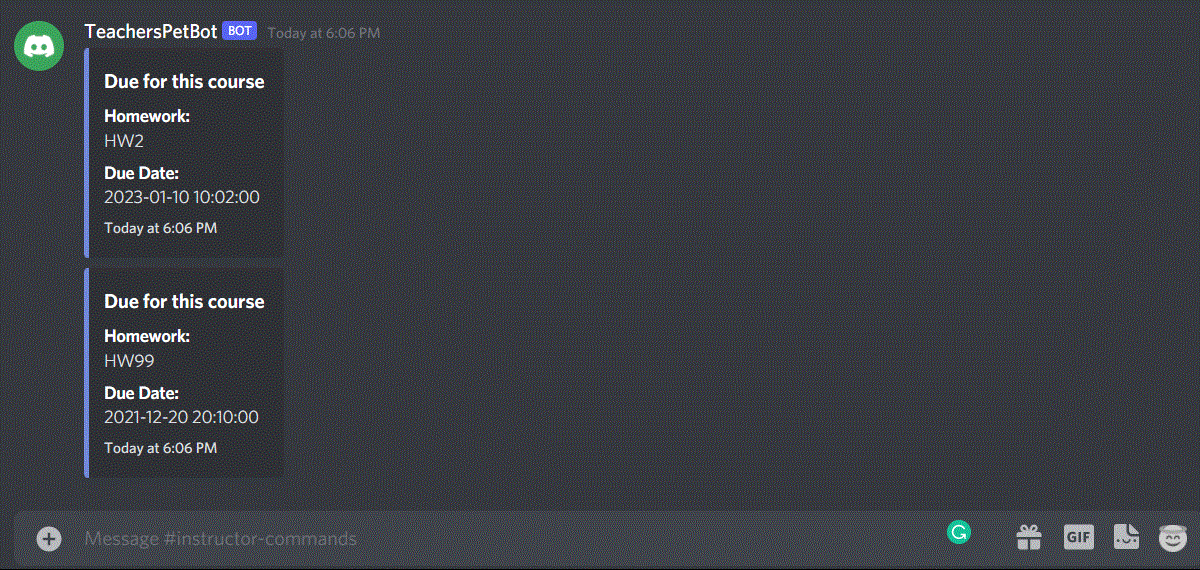 TeachersPetBot BOT Today at 6:06 PM
Due for this course
Homework:
HW2
Due Date:
2023-01-10 10:02:00
Today at 6:06 PM
Due for this course
Homework:
HW99
Due Date:
2021-12-20 20:10:00
Today at 6:06 PM
Message #instructor-commands
GIF